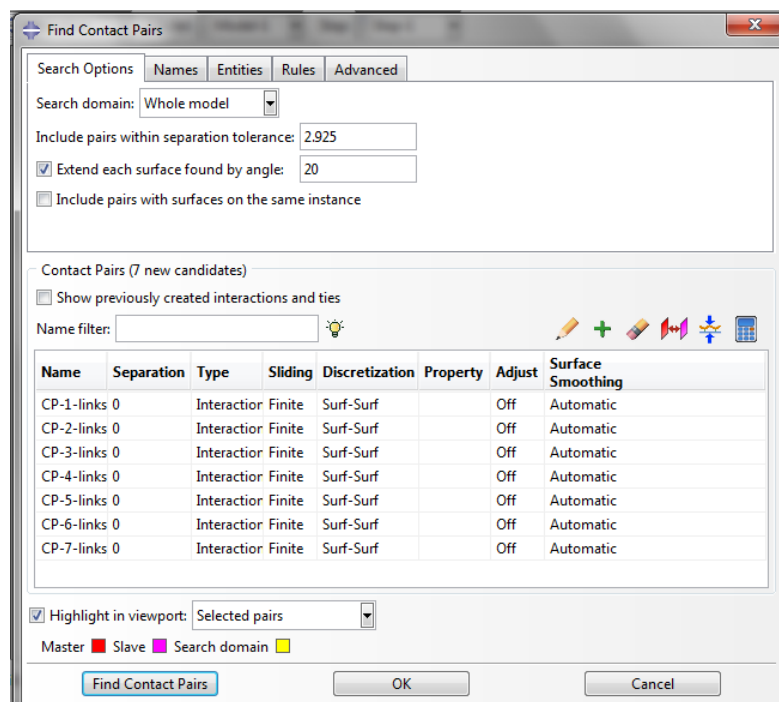 Find Contact Pairs
Search Options Names Entities Rules Advanced
Search domain: Whole model
Include pairs within separation tolerance: 2.925
Extend each surface found by angle: 20
Include pairs with surfaces on the same instance
Contact Pairs (7 new candidates)
Show previously created interactions and ties
Name filter:
Name Separation Type Sliding Discretization Property Adjust Surface Smoothing
CP-1-links 0 Interaction Finite Surf-Surf Off Automatic
CP-2-links 0 Interaction Finite Surf-Surf Off Automatic
CP-3-links 0 Interaction Finite Surf-Surf Off Automatic
CP-4-links 0 Interaction Finite Surf-Surf Off Automatic
CP-5-links 0 Interaction Finite Surf-Surf Off Automatic
CP-6-links 0 Interaction Finite Surf-Surf Off Automatic
CP-7-links 0 Interaction Finite Surf-Surf Off Automatic
Highlight in viewport: Selected pairs
Master Slave Search domain
Find Contact Pairs OK Cancel